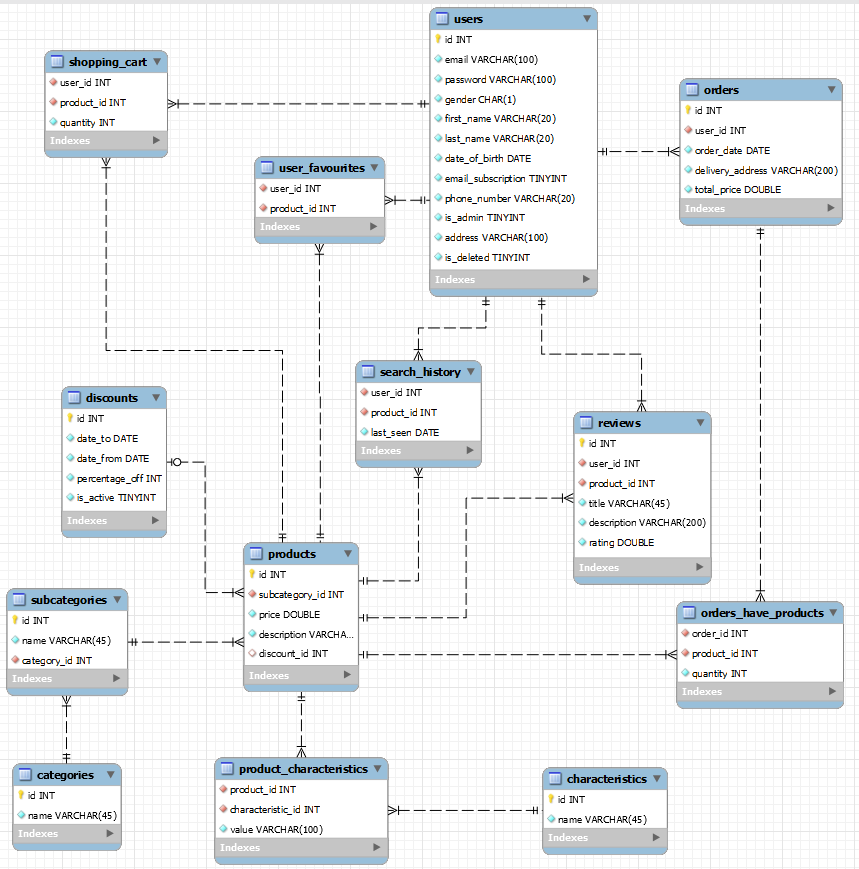 users
id INT
email VARCHAR(100)
password VARCHAR(100)
gender CHAR(1)
first_name VARCHAR(20)
last_name VARCHAR(20)
date_of_birth DATE
email_subscription TINYINT
phone_number VARCHAR(20)
is_admin TINYINT
address VARCHAR(100)
is_deleted TINYINT
Indexes
shopping_cart
user_id INT
product_id INT
quantity INT
Indexes
orders
id INT
user_id INT
order_date DATE
delivery_address VARCHAR(200)
total_price DOUBLE
Indexes
user_favourites
user_id INT
product_id INT
Indexes
search_history
user_id INT
product_id INT
last_seen DATE
Indexes
discounts
id INT
date_to DATE
date_from DATE
percentage_off INT
is_active TINYINT
Indexes
reviews
id INT
user_id INT
product_id INT
title VARCHAR(45)
description VARCHAR(200)
rating DOUBLE
Indexes
products
id INT
subcategory_id INT
price DOUBLE
description VARCHA...
discount_id INT
Indexes
subcategories
id INT
name VARCHAR(45)
category_id INT
Indexes
orders_have_products
order_id INT
product_id INT
quantity INT
Indexes
categories
id INT
name VARCHAR(45)
Indexes
product_characteristics
product_id INT
characteristic_id INT
value VARCHAR(100)
Indexes
characteristics
id INT
name VARCHAR(45)
Indexes